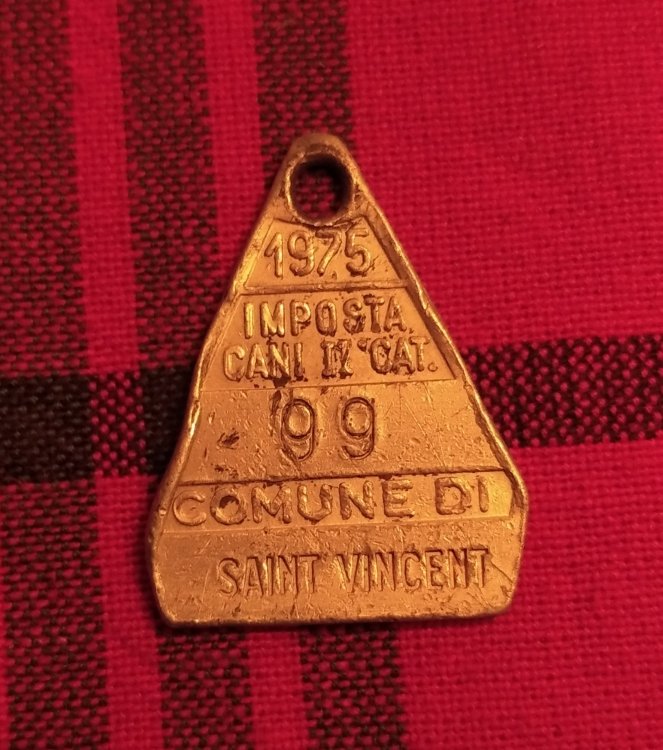 1975
IMPOSTA
CANI II ª CAT.
99
COMUNE DI
SAINT VINCENT